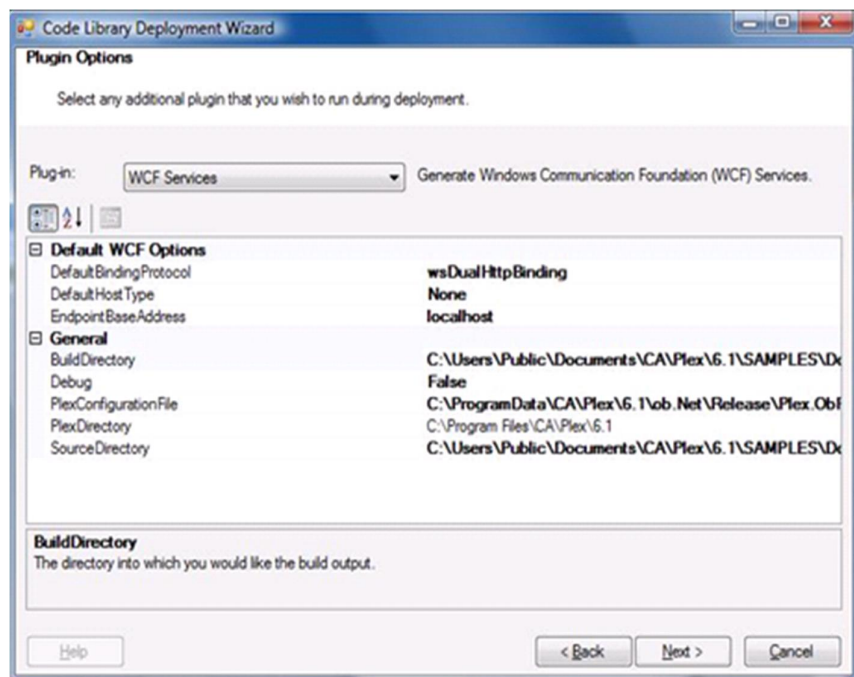 Code Library Deployment Wizard
Plugin Options
Select any additional plugin that you wish to run during deployment.
Plug-in: WCF Services Generate Windows Communication Foundation (WCF) Services.
Default WCF Options
DefaultBindingProtocol wsDualHttpBinding
DefaultHostType None
EndpointBaseAddress localhost
General
BuildDirectory C:\Users\Public\Documents\CA\Plex\6.1\SAMPLES\Do
Debug False
PlexConfigurationFile C:\ProgramData\CA\Plex\6.1\ob.Net\Release\Plex.ObF
PlexDirectory C:\Program Files\CA\Plex\6.1
SourceDirectory C:\Users\Public\Documents\CA\Plex\6.1\SAMPLES\Do
BuildDirectory
The directory into which you would like the build output.
Help < Back Next > Cancel